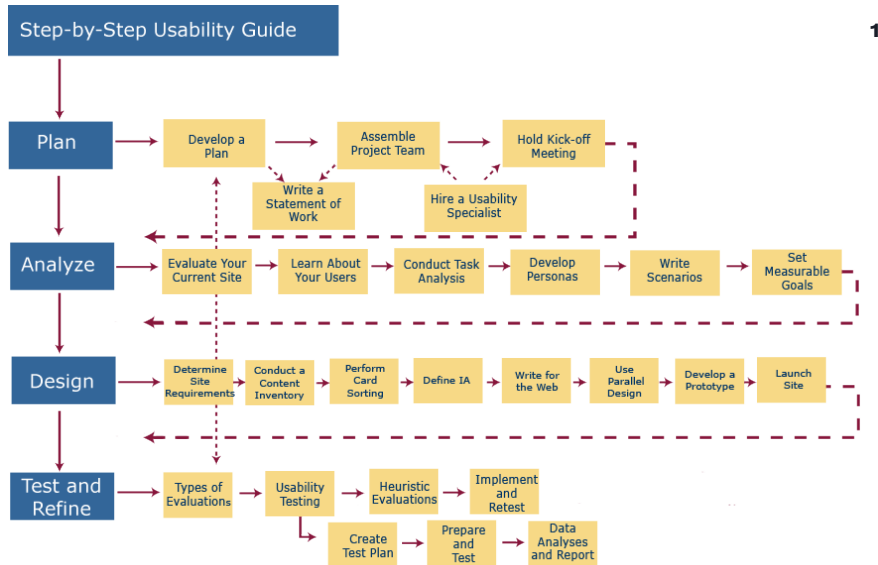 Step-by-Step Usability Guide
1
Plan
Develop a
Plan
Assemble
Project Team
Hold Kick-off
Meeting
Write a
Statement of
Work
Hire a Usability
Specialist
Analyze
Evaluate Your
Current Site
Learn About
Your Users
Conduct Task
Analysis
Develop
Personas
Write
Scenarios
Set
Measurable
Goals
Design
Determine
Site
Requirements
Conduct a
Content
Inventory
Perform
Card
Sorting
Define IA
Write for
the Web
Use
Parallel
Design
Develop a
Prototype
Launch
Site
Test and
Refine
Types of
Evaluations
Usability
Testing
Heuristic
Evaluations
Implement
and
Retest
Create
Test Plan
Prepare
and
Test
Data
Analyses
and Report